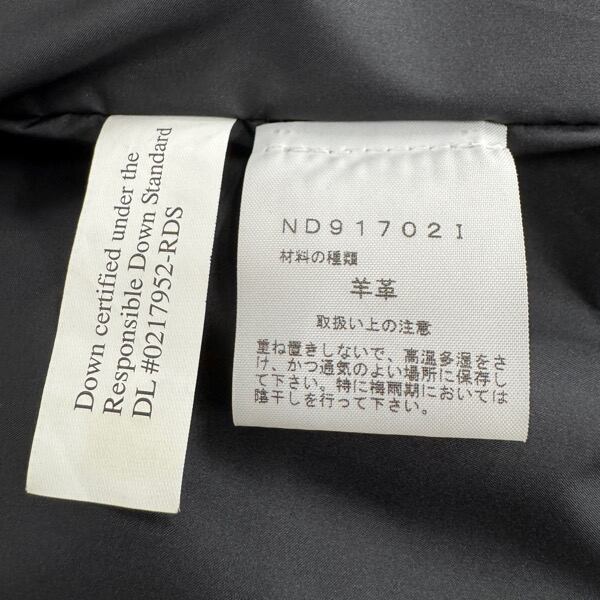 Down certified under the
Responsible Down Standard
DL #0217952-RDS
ND91702I
材料の種類
羊革
取扱い上の注意
重ね置きしないで、高温多湿をさ
け、かつ通気のよい場所に保存し
て下さい。特に梅雨期においては
陰干しを行って下さい。